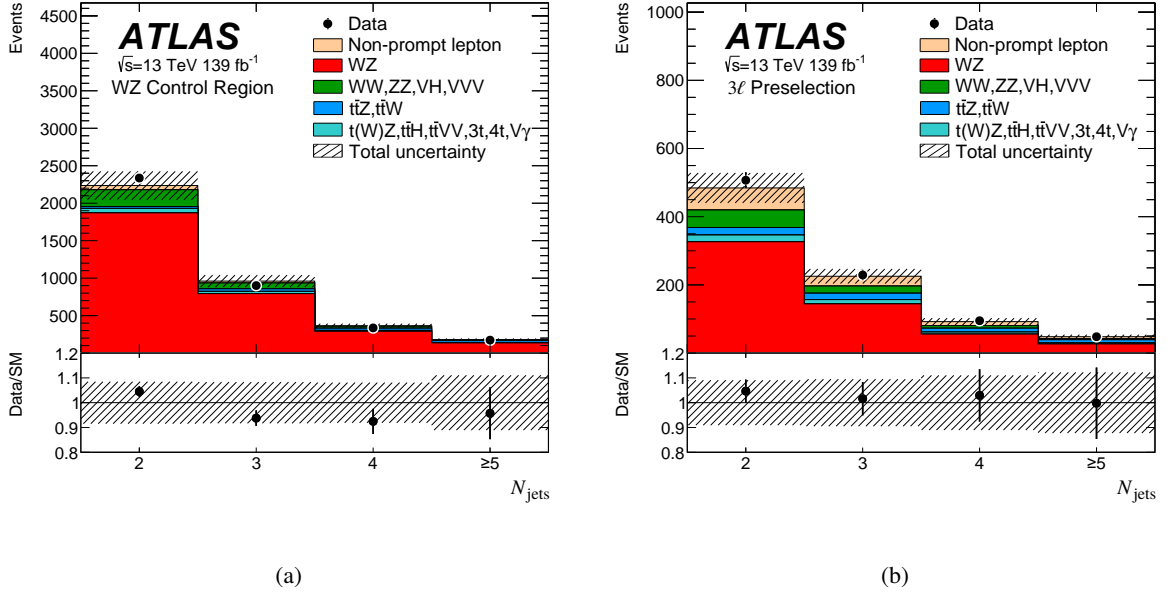 Events
4500
4000
3500
3000
2500
2000
1500
1000
500
ATLAS
√s=13 TeV 139 fb⁻¹
WZ Control Region
Data
Non-prompt lepton
WZ
WW,ZZ,VH,VVV
tt̄Z,tt̄W
t(W)Z,tt̄H,tt̄VV,3t,4t,Vγ
Total uncertainty
Data/SM
1.2
1.1
1
0.9
0.8
2 3 4 ≥5
N_jets
(a)
Events
1000
800
600
400
200
ATLAS
√s=13 TeV 139 fb⁻¹
3ℓ Preselection
Data
Non-prompt lepton
WZ
WW,ZZ,VH,VVV
tt̄Z,tt̄W
t(W)Z,tt̄H,tt̄VV,3t,4t,Vγ
Total uncertainty
Data/SM
1.2
1.1
1
0.9
0.8
2 3 4 ≥5
N_jets
(b)